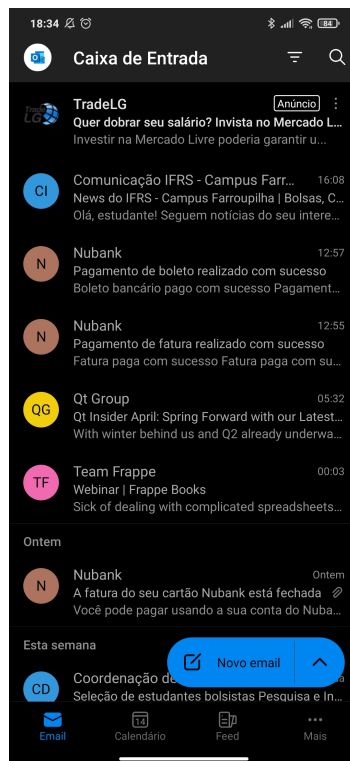 18:34
84
Caixa de Entrada
Trade
LG
TradeLG
Anúncio
Quer dobrar seu salário? Invista no Mercado L...
Investir na Mercado Livre poderia garantir u...
CI
Comunicação IFRS - Campus Farr...
16:08
News do IFRS - Campus Farroupilha | Bolsas, C...
Olá, estudante! Seguem notícias do seu intere...
N
Nubank
12:57
Pagamento de boleto realizado com sucesso
Boleto bancário pago com sucesso Pagament...
N
Nubank
12:55
Pagamento de fatura realizado com sucesso
Fatura paga com sucesso Fatura paga com su...
QG
Qt Group
05:32
Qt Insider April: Spring Forward with our Latest...
With winter behind us and Q2 already underwa...
TF
Team Frappe
00:03
Webinar | Frappe Books
Sick of dealing with complicated spreadsheets...
Ontem
N
Nubank
Ontem
A fatura do seu cartão Nubank está fechada
Você pode pagar usando a sua conta do Nuba...
Esta semana
CD
Coordenação de
Seleção de estudantes bolsistas Pesquisa e In...
Novo email
Email
14
Calendário
Feed
Mais